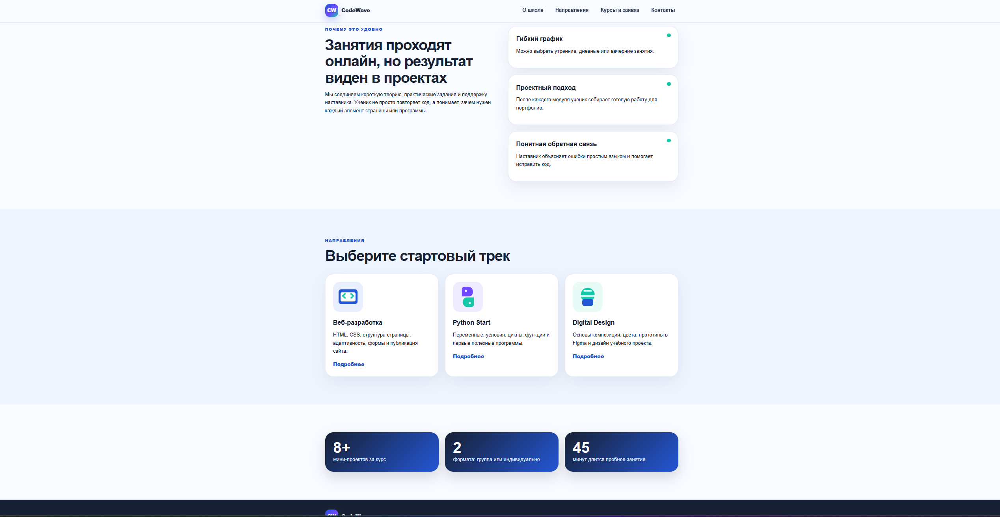 CW CodeWave
О школе Направления Курсы и заявка Контакты
ПОЧЕМУ ЭТО УДОБНО
Занятия проходят
онлайн, но результат
виден в проектах
Мы соединяем короткую теорию, практические задания и поддержку
наставника. Ученик не просто повторяет код, а понимает, зачем нужен
каждый элемент страницы или программы.
Гибкий график
Можно выбрать утренние, дневные или вечерние занятия.
Проектный подход
После каждого модуля ученик собирает готовую работу для
портфолио.
Понятная обратная связь
Наставник объясняет ошибки простым языком и помогает
исправить код.
НАПРАВЛЕНИЯ
Выберите стартовый трек
Веб-разработка
HTML, CSS, структура страницы,
адаптивность, формы и публикация
сайта.
Подробнее
Python Start
Переменные, условия, циклы, функции и
первые полезные программы.
Подробнее
Digital Design
Основы композиции, цвета, прототипы в
Figma и дизайн учебного проекта.
Подробнее
8+
мини-проектов за курс
2
формата: группа или индивидуально
45
минут длится пробное занятие